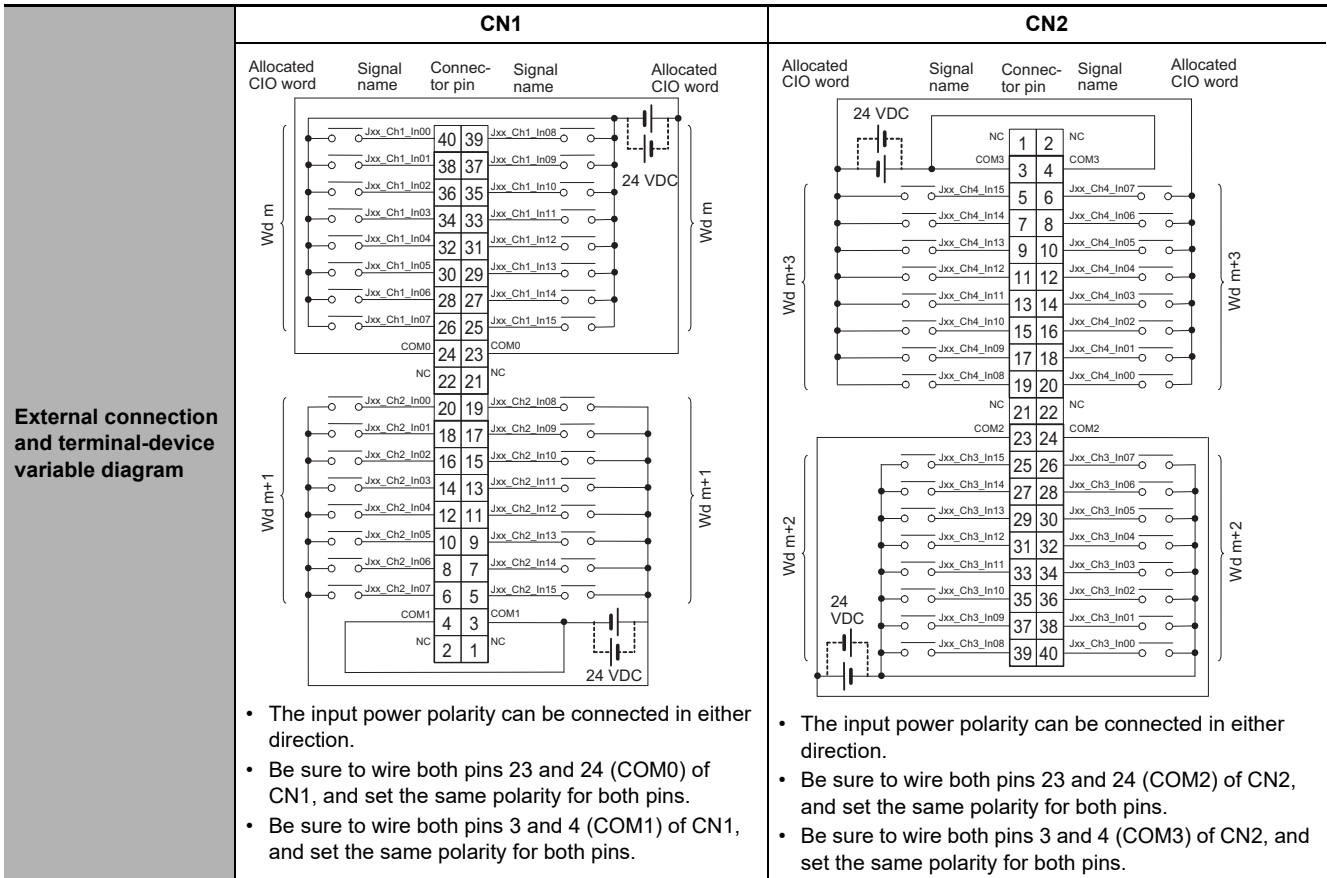 External connection
and terminal-device
variable diagram
CN1
Allocated
CIO word
Signal
name
Connec-
tor pin
Signal
name
Allocated
CIO word
24 VDC
Wd m
Wd m
Jxx_Ch1_In00 40 39 Jxx_Ch1_In08
Jxx_Ch1_In01 38 37 Jxx_Ch1_In09
Jxx_Ch1_In02 36 35 Jxx_Ch1_In10
Jxx_Ch1_In03 34 33 Jxx_Ch1_In11
Jxx_Ch1_In04 32 31 Jxx_Ch1_In12
Jxx_Ch1_In05 30 29 Jxx_Ch1_In13
Jxx_Ch1_In06 28 27 Jxx_Ch1_In14
Jxx_Ch1_In07 26 25 Jxx_Ch1_In15
COM0 24 23 COM0
NC 22 21 NC
Wd m+1
Wd m+1
Jxx_Ch2_In00 20 19 Jxx_Ch2_In08
Jxx_Ch2_In01 18 17 Jxx_Ch2_In09
Jxx_Ch2_In02 16 15 Jxx_Ch2_In10
Jxx_Ch2_In03 14 13 Jxx_Ch2_In11
Jxx_Ch2_In04 12 11 Jxx_Ch2_In12
Jxx_Ch2_In05 10 9 Jxx_Ch2_In13
Jxx_Ch2_In06 8 7 Jxx_Ch2_In14
Jxx_Ch2_In07 6 5 Jxx_Ch2_In15
COM1 4 3 COM1
NC 2 1 NC
24 VDC
• The input power polarity can be connected in either
direction.
• Be sure to wire both pins 23 and 24 (COM0) of
CN1, and set the same polarity for both pins.
• Be sure to wire both pins 3 and 4 (COM1) of CN1,
and set the same polarity for both pins.
CN2
Allocated
CIO word
Signal
name
Connec-
tor pin
Signal
name
Allocated
CIO word
24 VDC
NC 1 2 NC
COM3 3 4 COM3
Wd m+3
Wd m+3
Jxx_Ch4_In15 5 6 Jxx_Ch4_In07
Jxx_Ch4_In14 7 8 Jxx_Ch4_In06
Jxx_Ch4_In13 9 10 Jxx_Ch4_In05
Jxx_Ch4_In12 11 12 Jxx_Ch4_In04
Jxx_Ch4_In11 13 14 Jxx_Ch4_In03
Jxx_Ch4_In10 15 16 Jxx_Ch4_In02
Jxx_Ch4_In09 17 18 Jxx_Ch4_In01
Jxx_Ch4_In08 19 20 Jxx_Ch4_In00
NC 21 22 NC
COM2 23 24 COM2
Wd m+2
Wd m+2
Jxx_Ch3_In15 25 26 Jxx_Ch3_In07
Jxx_Ch3_In14 27 28 Jxx_Ch3_In06
Jxx_Ch3_In13 29 30 Jxx_Ch3_In05
Jxx_Ch3_In12 31 32 Jxx_Ch3_In04
Jxx_Ch3_In11 33 34 Jxx_Ch3_In03
Jxx_Ch3_In10 35 36 Jxx_Ch3_In02
Jxx_Ch3_In09 37 38 Jxx_Ch3_In01
Jxx_Ch3_In08 39 40 Jxx_Ch3_In00
24
VDC
• The input power polarity can be connected in either
direction.
• Be sure to wire both pins 23 and 24 (COM2) of CN2,
and set the same polarity for both pins.
• Be sure to wire both pins 3 and 4 (COM3) of CN2, and
set the same polarity for both pins.